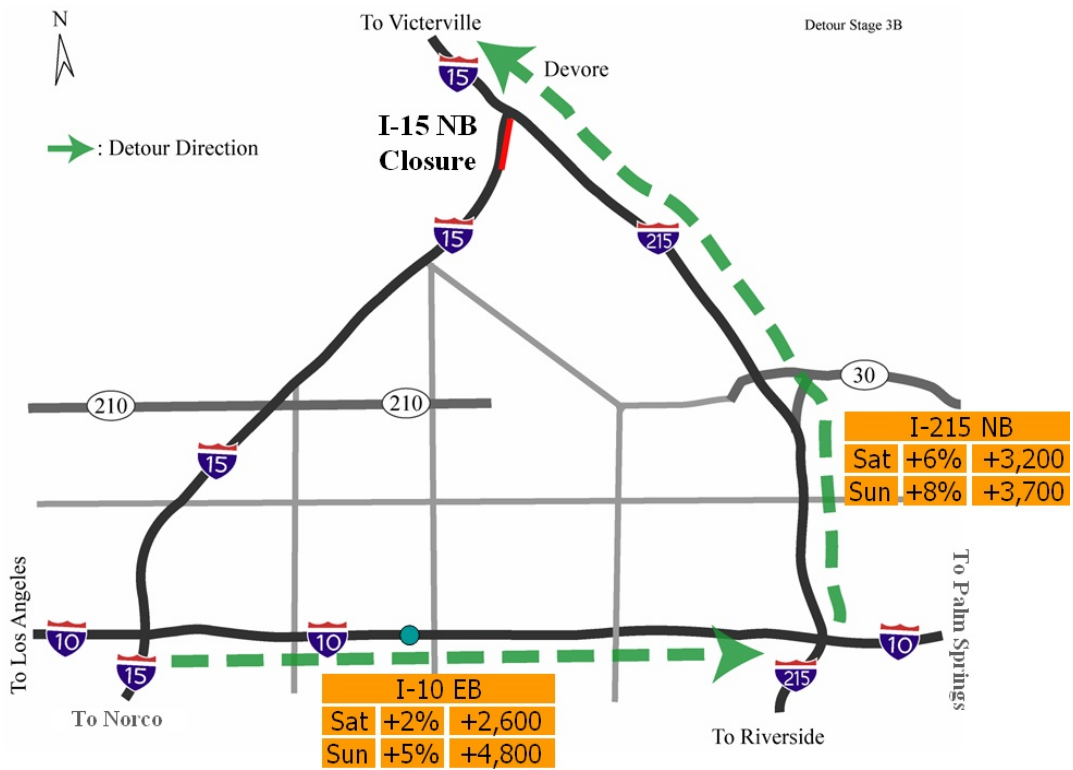 To Victerville
Detour Stage 3B
N
15
Devore
I-15 NB
Closure
: Detour Direction
15
215
30
210
210
I-215 NB
Sat +6% +3,200
Sun +8% +3,700
15
To Los Angeles
To Palm Springs
10
10
10
15
215
I-10 EB
Sat +2% +2,600
Sun +5% +4,800
To Norco
To Riverside